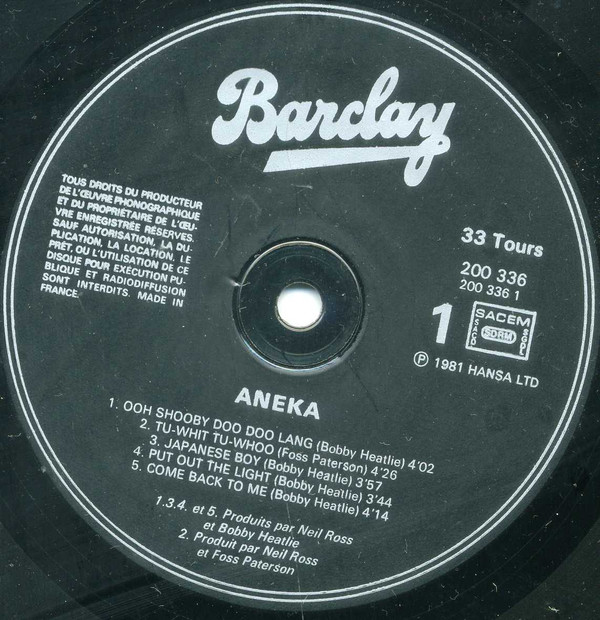 Barclay
TOUS DROITS DU PRODUCTEUR
DE L'ŒUVRE PHONOGRAPHIQUE
ET DU PROPRIÉTAIRE DE L'ŒU-
VRE ENREGISTRÉE RÉSERVÉS.
SAUF AUTORISATION, LA DU-
PLICATION, LA LOCATION, LE
PRÊT, OU L'UTILISATION DE CE
DISQUE POUR EXÉCUTION PU-
BLIQUE ET RADIODIFFUSION
SONT INTERDITS. MADE IN
FRANCE.
33 Tours
200 336
200 336 1
1
SACEM
SACD
SDRM
SGDL
℗ 1981 HANSA LTD
ANEKA
1. OOH SHOOBY DOO DOO LANG (Bobby Heatlie) 4'02
2. TU-WHIT TU-WHOO (Foss Paterson) 4'26
3. JAPANESE BOY (Bobby Heatlie) 3'57
4. PUT OUT THE LIGHT (Bobby Heatlie) 3'44
5. COME BACK TO ME (Bobby Heatlie) 4'14
1.3.4. et 5. Produits par Neil Ross
et Bobby Heatlie
2. Produit par Neil Ross
et Foss Paterson